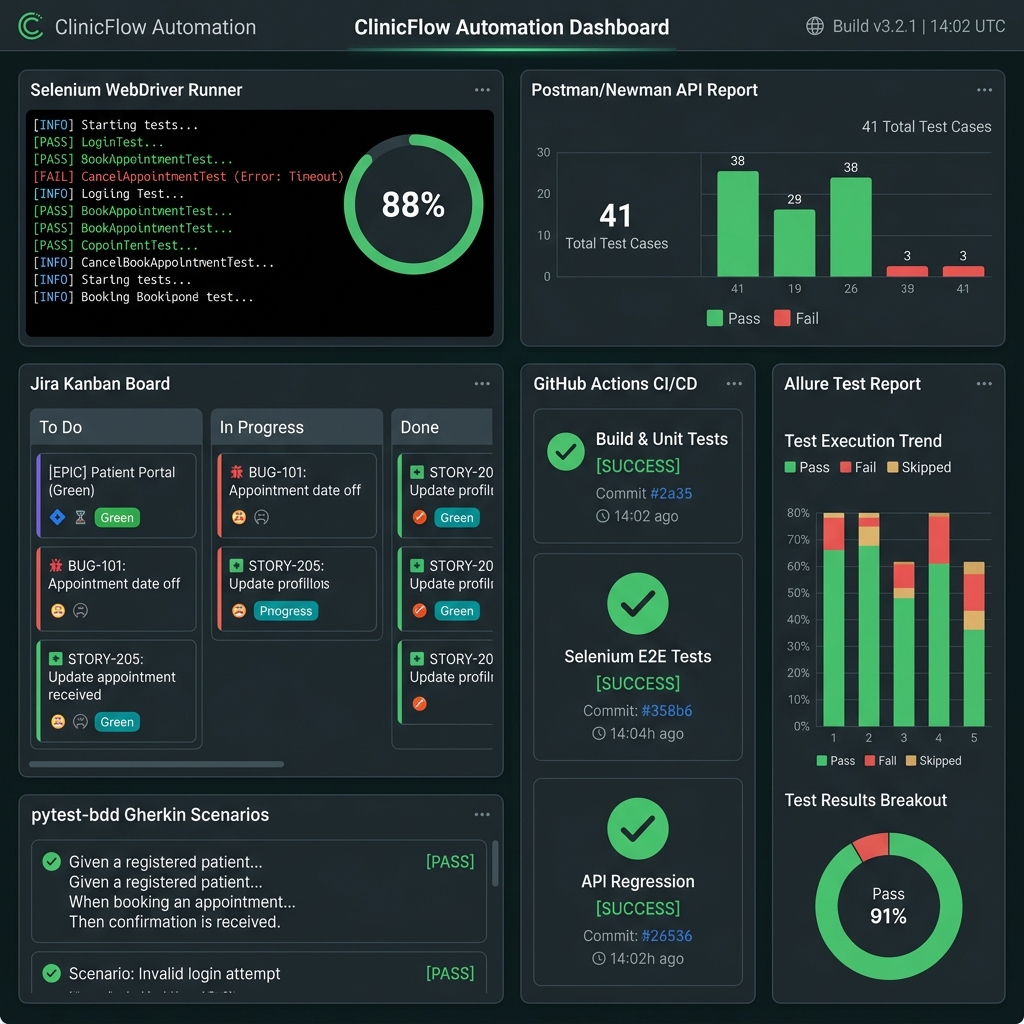 ClinicFlow Automation
ClinicFlow Automation Dashboard
Build v3.2.1 | 14:02 UTC
Selenium WebDriver Runner
[INFO] Starting tests...
[PASS] LoginTest...
[PASS] BookAppointmentTest...
[FAIL] CancelAppointmentTest (Error: Timeout)
[INFO] Logiing Test...
[PASS] BookAppointmentTest...
[PASS] BookAppointmentTest...
[PASS] CopolnTentTest...
[INFO] CancelBookAppolntmentTest...
[INFO] Staring tests...
[INFO] Booking Bookipond test...
88%
Postman/Newman API Report
41 Total Test Cases
30
20
10
0
41
Total Test Cases
38
29
38
3
3
41
19
26
39
41
Pass
Fail
Jira Kanban Board
To Do
[EPIC] Patient Portal
(Green)
Green
BUG-101:
Appointment date off
STORY-205:
Update appointment
received
Green
In Progress
BUG-101:
Appointment date off
STORY-205:
Update profillois
Pnogress
Done
STORY-20
Update profilr
Green
STORY-20
Update profilr
Green
STORY-20
Update profilr
pytest-bdd Gherkin Scenarios
Given a registered patient...
[PASS]
Given a registered patient...
When booking an appointment...
Then confirmation is received.
Scenario: Invalid login attempt
[PASS]
GitHub Actions CI/CD
Build & Unit Tests
[SUCCESS]
Commit #2a35
14:02 ago
Selenium E2E Tests
[SUCCESS]
Commit: #358b6
14:04h ago
API Regression
[SUCCESS]
Commit: #26536
14:02h ago
Allure Test Report
Test Execution Trend
Pass
Fail
Skipped
80%
70%
60%
50%
40%
30%
20%
10%
0%
1
2
3
4
5
Pass
Fall
Skipped
Test Results Breakout
Pass
91%